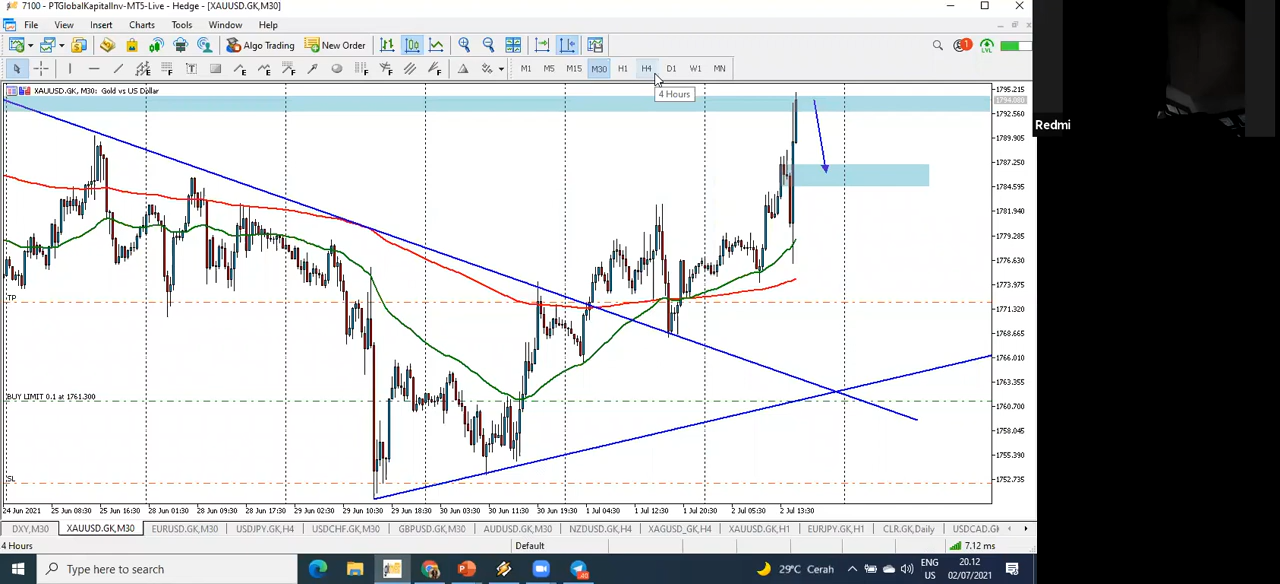 7100 - PTGlobalKapitalInv-MT5-Live - Hedge - [XAUUSD.GK,M30]
File View Insert Charts Tools Window Help
Algo Trading New Order
1 LVL
T M1 M5 M15 M30 H1 H4 D1 W1 MN
4 Hours
XAUUSD.GK, M30: Gold vs US Dollar
1795.215
1794.080
1792.560
1789.905
1787.250
1784.595
1781.940
1779.285
1776.630
1773.975
TP
1771.320
1768.665
1766.010
1763.355
BUY LIMIT 0.1 at 1761.300
1760.700
1758.045
1755.390
SL
1752.735
24 Jun 2021 25 Jun 08:30 25 Jun 16:30 28 Jun 01:30 28 Jun 09:30 28 Jun 17:30 29 Jun 02:30 29 Jun 10:30 29 Jun 18:30 30 Jun 03:30 30 Jun 11:30 30 Jun 19:30 1 Jul 04:30 1 Jul 12:30 1 Jul 20:30 2 Jul 05:30 2 Jul 13:30
DXY,M30 XAUUSD.GK,M30 EURUSD.GK,M30 USDJPY.GK,H4 USDCHF.GK,M30 GBPUSD.GK,M30 AUDUSD.GK,M30 NZDUSD.GK,H4 XAGUSD_GK,H4 XAUUSD.GK,H1 EURJPY.GK,H1 CLR.GK,Daily USDCAD.GK
4 Hours Default 7.12 ms
Type here to search
29°C Cerah
ENG
US
20.12
02/07/2021
Redmi